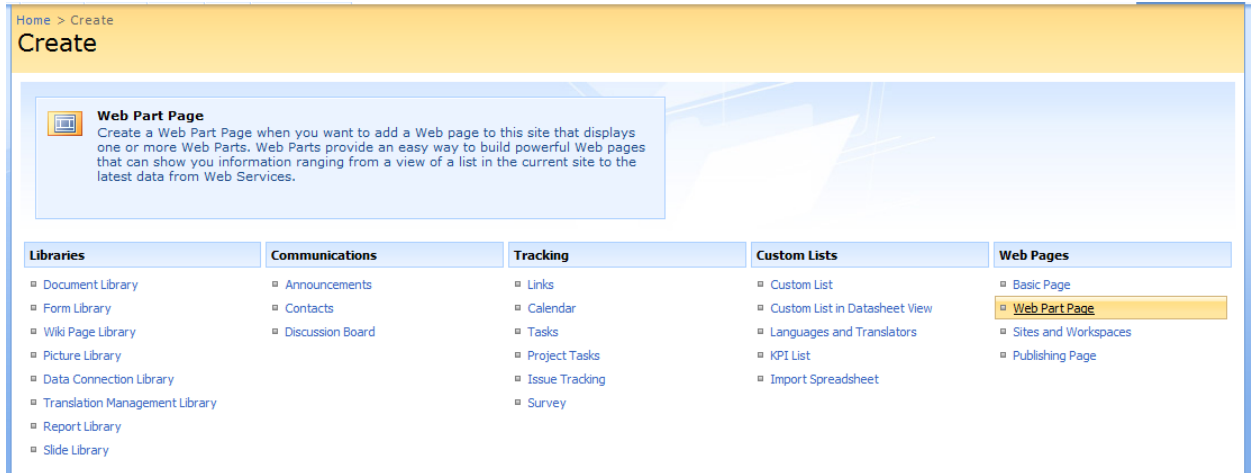 Home > Create
Create
Web Part Page
Create a Web Part Page when you want to add a Web page to this site that displays
one or more Web Parts. Web Parts provide an easy way to build powerful Web pages
that can show you information ranging from a view of a list in the current site to the
latest data from Web Services.
Libraries
Document Library
Form Library
Wiki Page Library
Picture Library
Data Connection Library
Translation Management Library
Report Library
Slide Library
Communications
Announcements
Contacts
Discussion Board
Tracking
Links
Calendar
Tasks
Project Tasks
Issue Tracking
Survey
Custom Lists
Custom List
Custom List in Datasheet View
Languages and Translators
KPI List
Import Spreadsheet
Web Pages
Basic Page
Web Part Page
Sites and Workspaces
Publishing Page